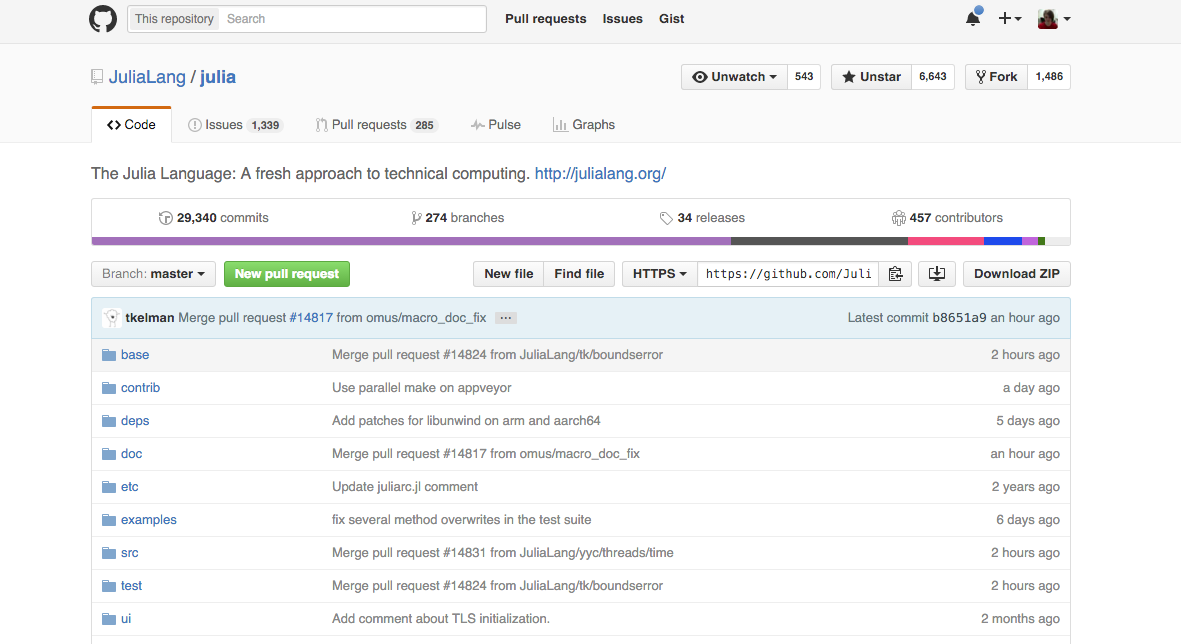 This repository Search Pull requests Issues Gist
JuliaLang / julia Unwatch 543 Unstar 6,643 Fork 1,486
Code Issues 1,339 Pull requests 285 Pulse Graphs
The Julia Language: A fresh approach to technical computing. http://julialang.org/
29,340 commits 274 branches 34 releases 457 contributors
Branch: master New pull request New file Find file HTTPS https://github.com/Juli Download ZIP
tkelman Merge pull request #14817 from omus/macro_doc_fix ... Latest commit b8651a9 an hour ago
base Merge pull request #14824 from JuliaLang/tk/boundserror 2 hours ago
contrib Use parallel make on appveyor a day ago
deps Add patches for libunwind on arm and aarch64 5 days ago
doc Merge pull request #14817 from omus/macro_doc_fix an hour ago
etc Update juliarc.jl comment 2 years ago
examples fix several method overwrites in the test suite 6 days ago
src Merge pull request #14831 from JuliaLang/yyc/threads/time 2 hours ago
test Merge pull request #14824 from JuliaLang/tk/boundserror 2 hours ago
ui Add comment about TLS initialization. 2 months ago